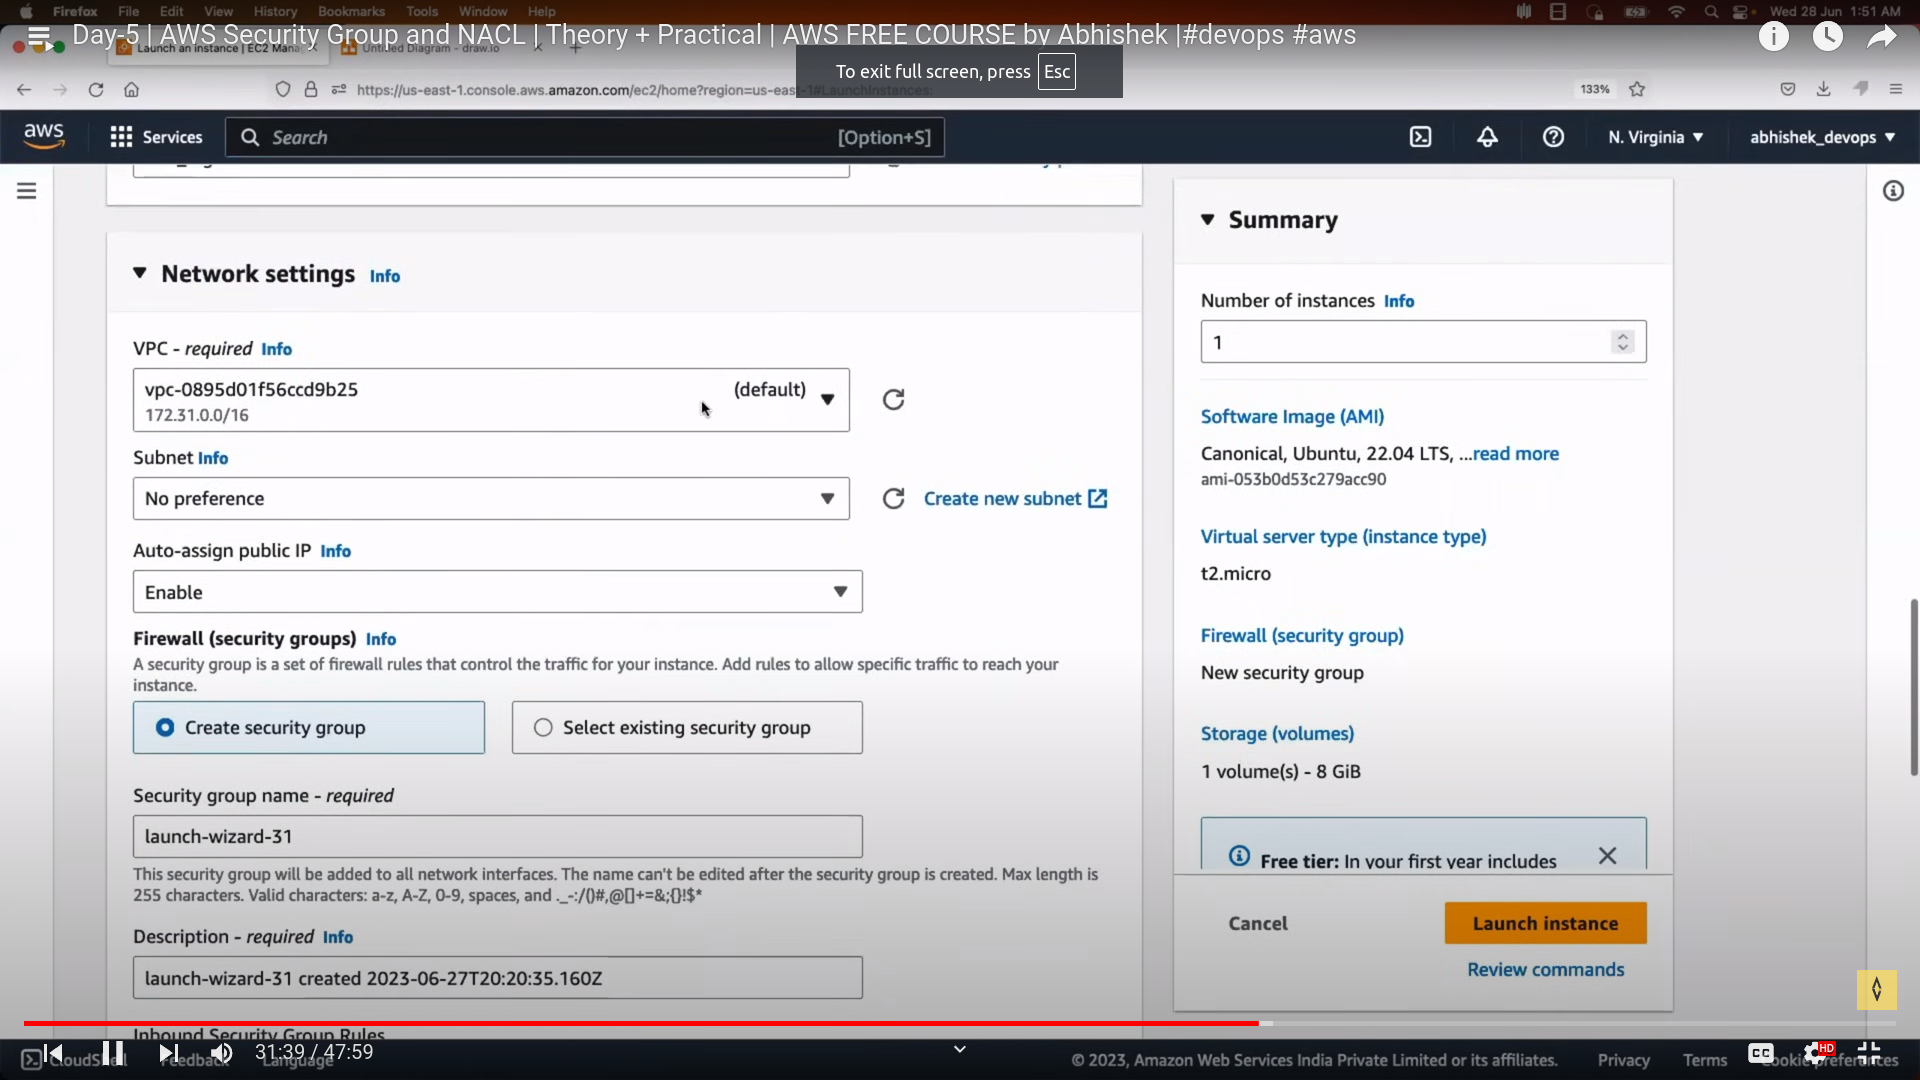 Firefox File Edit View History Bookmarks Tools Window Help Wed 28 Jun 1:51 AM
Day-5 | AWS Security Group and NACL | Theory + Practical | AWS FREE COURSE by Abhishek |#devops #aws
Launch an instance | EC2 Mana Untitled Diagram - draw.io
To exit full screen, press Esc
https://us-east-1.console.aws.amazon.com/ec2/home?region=us-east-1#LaunchInstances: 133%
aws Services Search [Option+S] N. Virginia abhishek_devops
Summary
Network settings Info
Number of instances Info
1
VPC - required Info
vpc-0895d01f56ccd9b25 (default)
172.31.0.0/16
Software Image (AMI)
Canonical, Ubuntu, 22.04 LTS, ...read more
ami-053b0d53c279acc90
Subnet Info
No preference
Create new subnet
Virtual server type (instance type)
t2.micro
Auto-assign public IP Info
Enable
Firewall (security groups) Info
A security group is a set of firewall rules that control the traffic for your instance. Add rules to allow specific traffic to reach your
instance.
Firewall (security group)
New security group
Create security group Select existing security group
Storage (volumes)
1 volume(s) - 8 GiB
Security group name - required
launch-wizard-31
This security group will be added to all network interfaces. The name can't be edited after the security group is created. Max length is
255 characters. Valid characters: a-z, A-Z, 0-9, spaces, and ._-:/()#,@[]+=&;{}!$*
Free tier: In your first year includes
Cancel Launch instance
Review commands
Description - required Info
launch-wizard-31 created 2023-06-27T20:20:35.160Z
Inbound Security Group Rules
31:39 / 47:59
CloudShell Feedback Language © 2023, Amazon Web Services India Private Limited or its affiliates. Privacy Terms Cookie preferences
CC HD